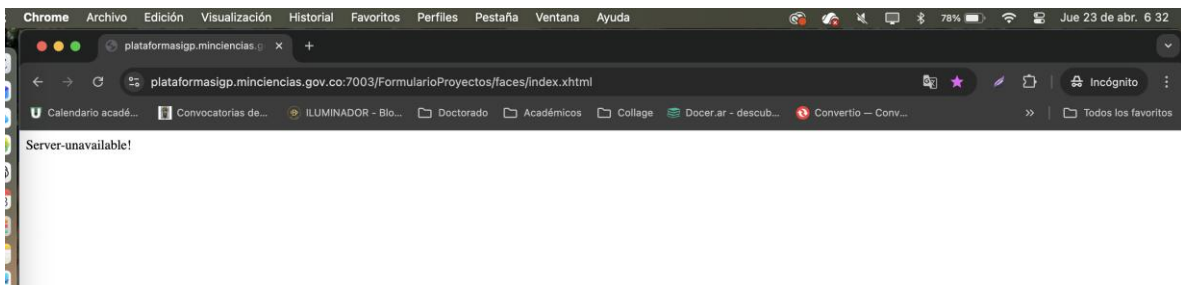 Chrome Archivo Edición Visualización Historial Favoritos Perfiles Pestaña Ventana Ayuda 78% Jue 23 de abr. 6 32
plataformasigp.minciencias.g
plataformasigp.minciencias.gov.co:7003/FormularioProyectos/faces/index.xhtml Incógnito
Calendario acadé... Convocatorias de... ILUMINADOR - Blo... Doctorado Académicos Collage Docer.ar - descub... Convertio — Conv... Todos los favoritos
Server-unavailable!